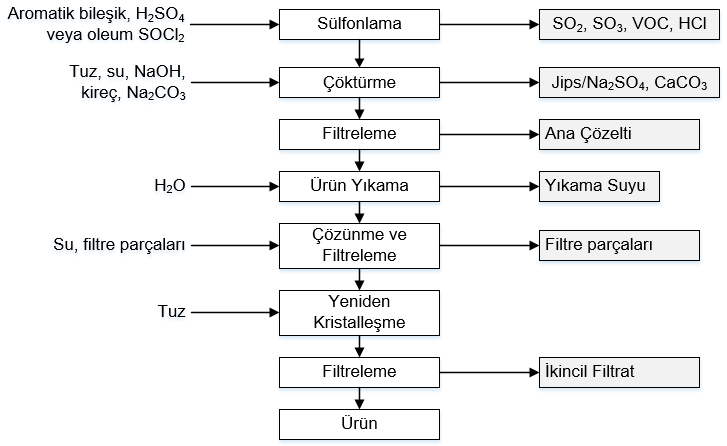 Aromatik bileşik, H₂SO₄
veya oleum SOCl₂
Sülfonlama
SO₂, SO₃, VOC, HCl
Tuz, su, NaOH,
kireç, Na₂CO₃
Çöktürme
Jips/Na₂SO₄, CaCO₃
Filtreleme
Ana Çözelti
H₂O
Ürün Yıkama
Yıkama Suyu
Su, filtre parçaları
Çözünme ve
Filtreleme
Filtre parçaları
Tuz
Yeniden
Kristalleşme
Filtreleme
İkincil Filtrat
Ürün